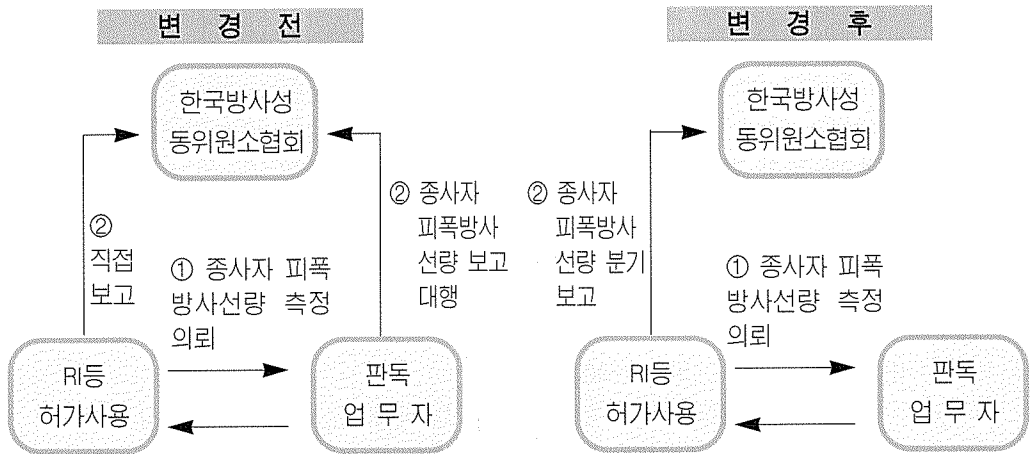 변 경 전
한국방사성
동위원소협회
②
직접
보고
① 종사자 피폭
방사선량 측정
의뢰
② 종사자
피폭방사
선량 보고
대행
RI등
허가사용
판독
업 무 자
변 경 후
한국방사성
동위원소협회
② 종사자
피폭방사
선량 분기
보고
① 종사자 피폭
방사선량 측정
의뢰
RI등
허가사용
판독
업 무 자